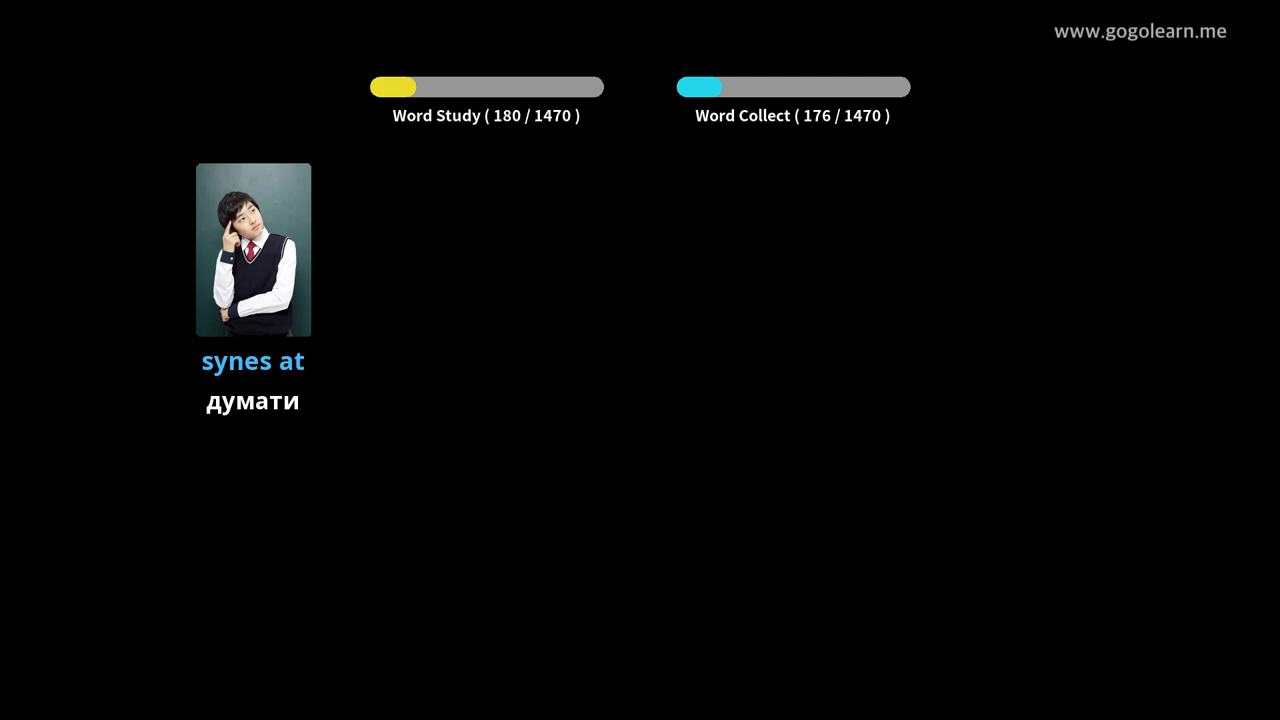 www.gogolearn.me
Word Study ( 180 / 1470 )
Word Collect ( 176 / 1470 )
synes at
думати